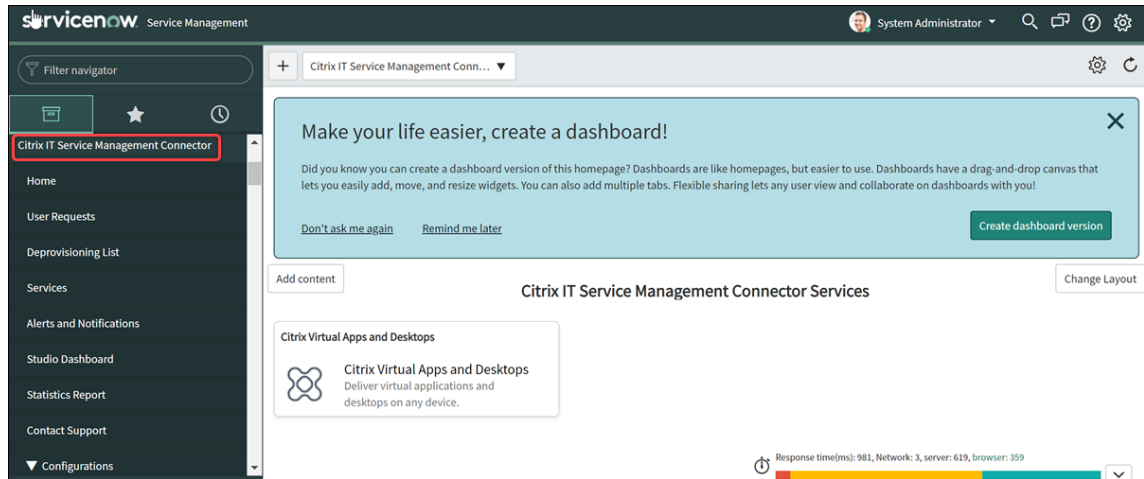 servicenow. Service Management
System Administrator
Filter navigator
Citrix IT Service Management Conn...
Citrix IT Service Management Connector
Home
User Requests
Deprovisioning List
Services
Alerts and Notifications
Studio Dashboard
Statistics Report
Contact Support
Configurations
Make your life easier, create a dashboard!
Did you know you can create a dashboard version of this homepage? Dashboards are like homepages, but easier to use. Dashboards have a drag-and-drop canvas that
lets you easily add, move, and resize widgets. You can also add multiple tabs. Flexible sharing lets any user view and collaborate on dashboards with you!
Don't ask me again Remind me later
Create dashboard version
Add content
Change Layout
Citrix IT Service Management Connector Services
Citrix Virtual Apps and Desktops
Citrix Virtual Apps and Desktops
Deliver virtual applications and
desktops on any device.
Response time(ms): 981, Network: 3, server: 619, browser: 359